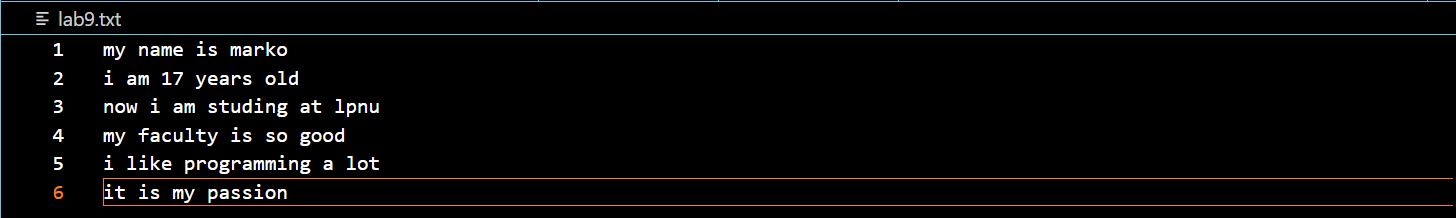 lab9.txt
1 my name is marko
2 i am 17 years old
3 now i am studing at lpnu
4 my faculty is so good
5 i like programming a lot
6 it is my passion